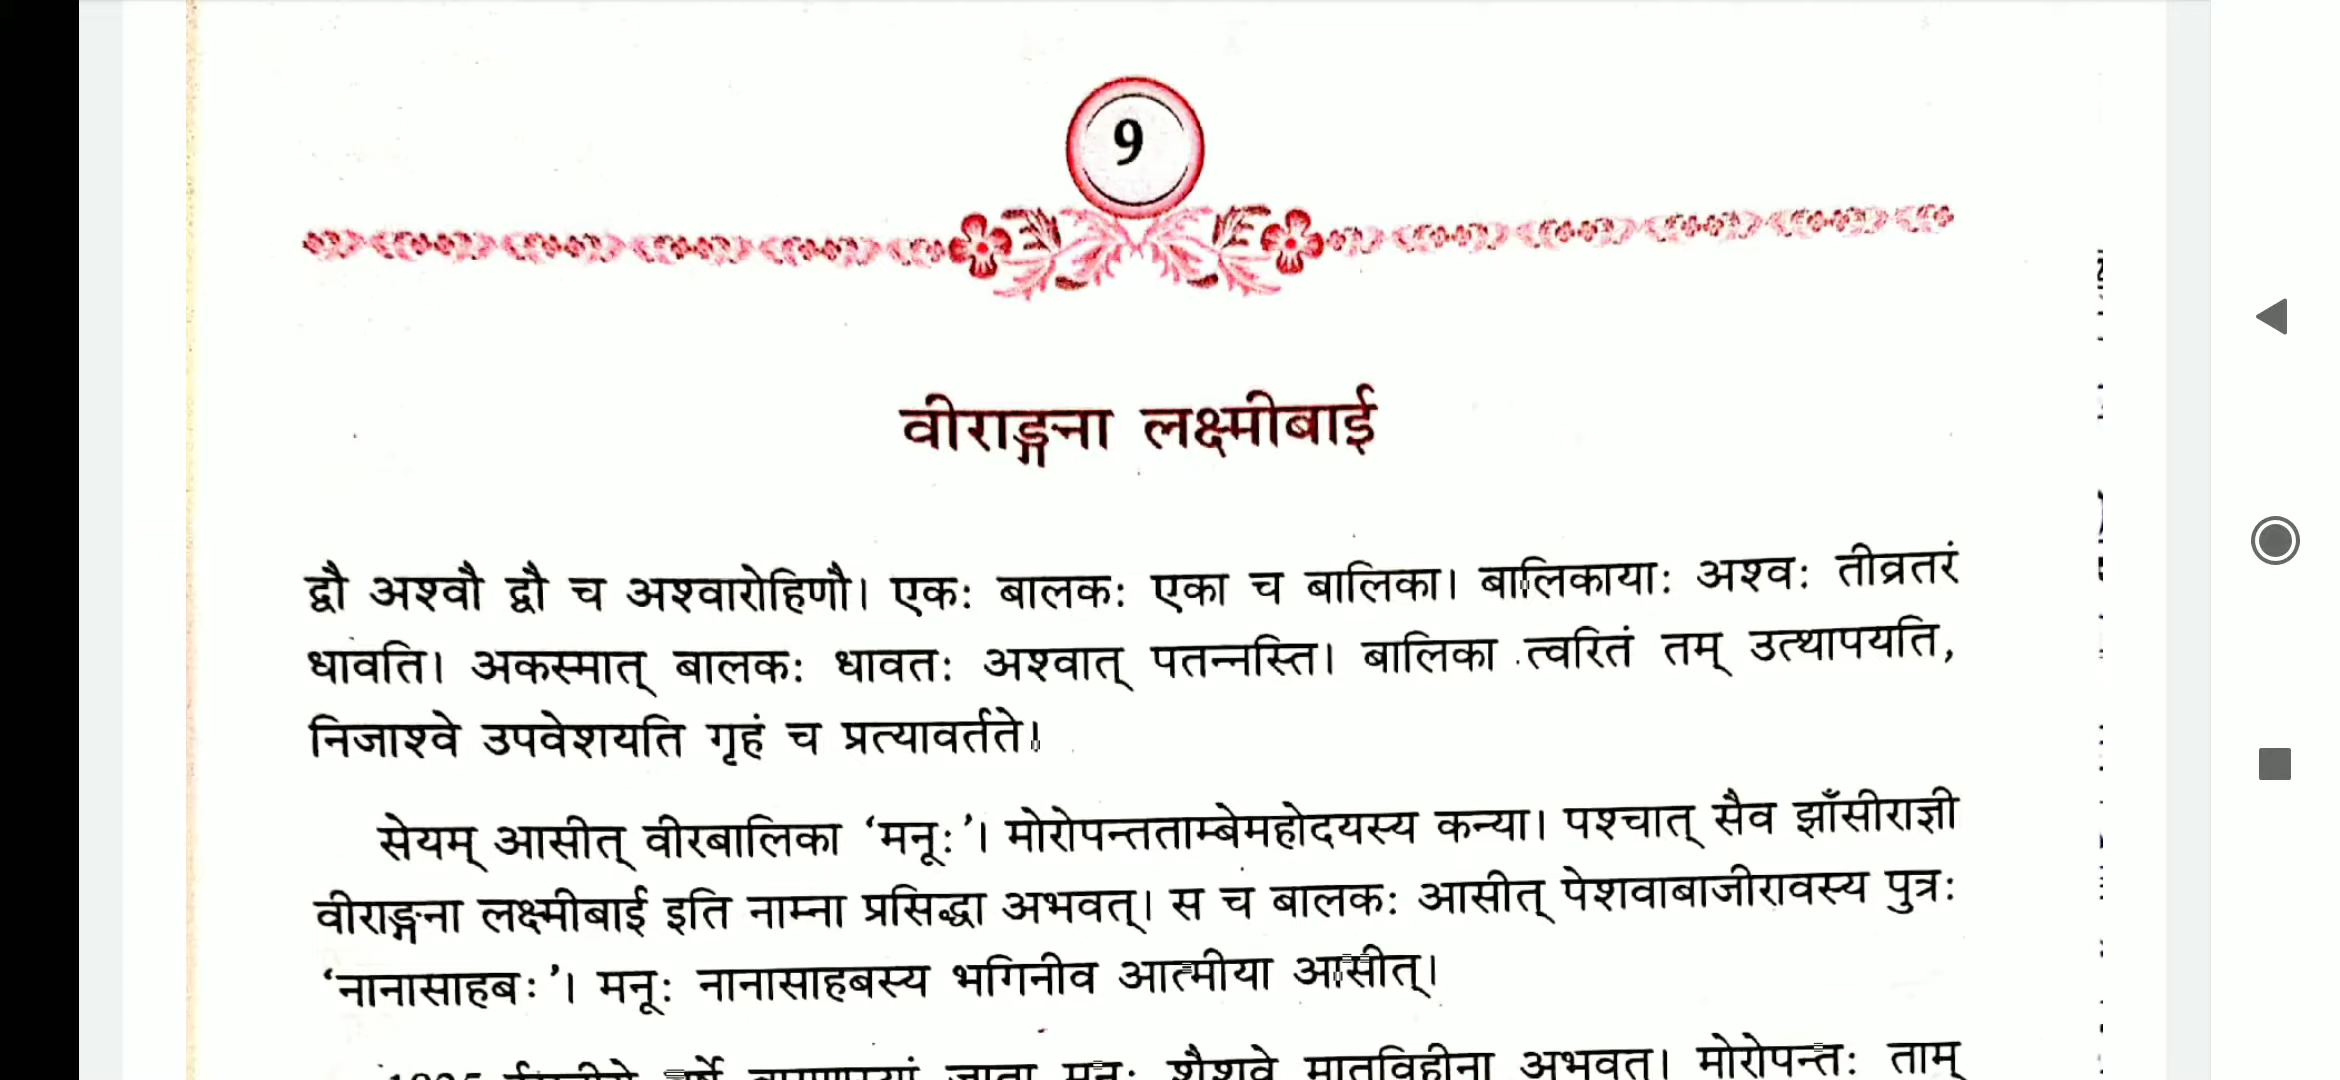 9
वीराङ्गना लक्ष्मीबाई
द्वौ अश्वौ द्वौ च अश्वारोहिणौ। एकः बालकः एका च बालिका। बालिकायाः अश्वः तीव्रतरं
धावति। अकस्मात् बालकः धावतः अश्वात् पतन्नस्ति। बालिका त्वरितं तम् उत्थापयति,
निजाश्वे उपवेशयति गृहं च प्रत्यावर्तते।
सेयम् आसीत् वीरबालिका ‘मनूः’। मोरोपन्तताम्बेमहोदयस्य कन्या। पश्चात् सैव झाँसीराज्ञी
वीराङ्गना लक्ष्मीबाई इति नाम्ना प्रसिद्धा अभवत्। स च बालकः आसीत् पेशवाबाजीरावस्य पुत्रः
‘नानासाहबः’। मनूः नानासाहबस्य भगिनीव आत्मीया आसीत्।
जाता मनूः शैशवे मातृविहीना अभवत्। मोरोपन्तः ताम्